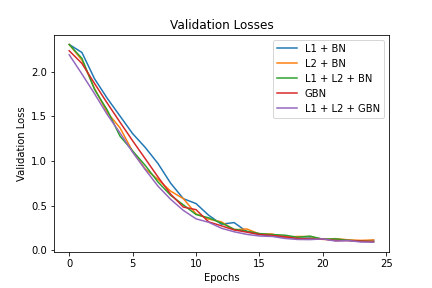 Validation Losses
L1 + BN
L2 + BN
L1 + L2 + BN
GBN
L1 + L2 + GBN
Validation Loss
2.0
1.5
1.0
0.5
0.0
0
5
10
15
20
25
Epochs